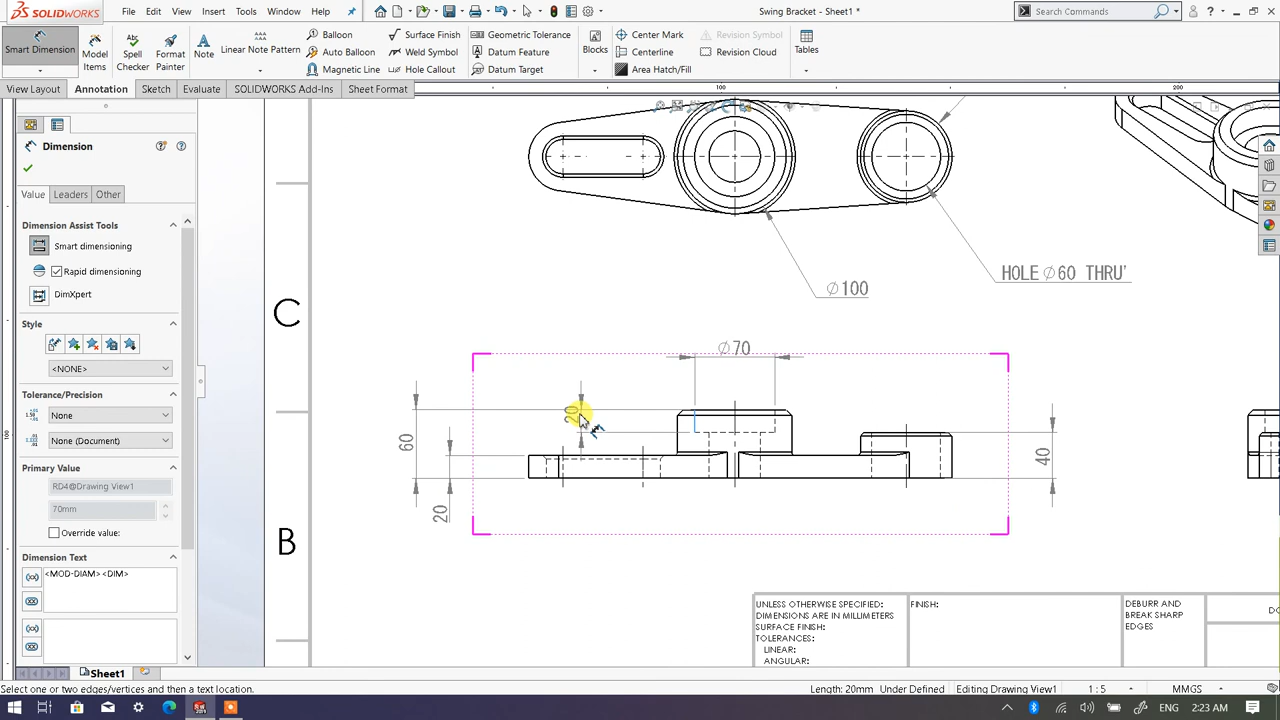 SOLIDWORKS
File
Edit
View
Insert
Tools
Window
Help
Swing Bracket - Sheet1 *
Search Commands
Smart Dimension
Model Items
Spell Checker
Format Painter
Note
Linear Note Pattern
Balloon
Auto Balloon
Magnetic Line
Surface Finish
Weld Symbol
Hole Callout
Geometric Tolerance
Datum Feature
Datum Target
Blocks
Center Mark
Centerline
Area Hatch/Fill
Revision Symbol
Revision Cloud
Tables
View Layout
Annotation
Sketch
Evaluate
SOLIDWORKS Add-Ins
Sheet Format
100
200
Dimension
Value
Leaders
Other
Dimension Assist Tools
Smart dimensioning
Rapid dimensioning
DimXpert
Style
<NONE>
Tolerance/Precision
None
None (Document)
Primary Value
RD4@Drawing View1
70mm
Override value:
Dimension Text
<MOD-DIAM><DIM>
C
B
∅100
HOLE ∅60 THRU'
∅70
20
60
20
40
UNLESS OTHERWISE SPECIFIED:
DIMENSIONS ARE IN MILLIMETERS
SURFACE FINISH:
TOLERANCES:
LINEAR:
ANGULAR:
FINISH:
DEBURR AND
BREAK SHARP
EDGES
DO
Sheet1
Select one or two edges/vertices and then a text location.
Length: 20mm
Under Defined
Editing Drawing View1
1 : 5
MMGS
ENG
2:23 AM